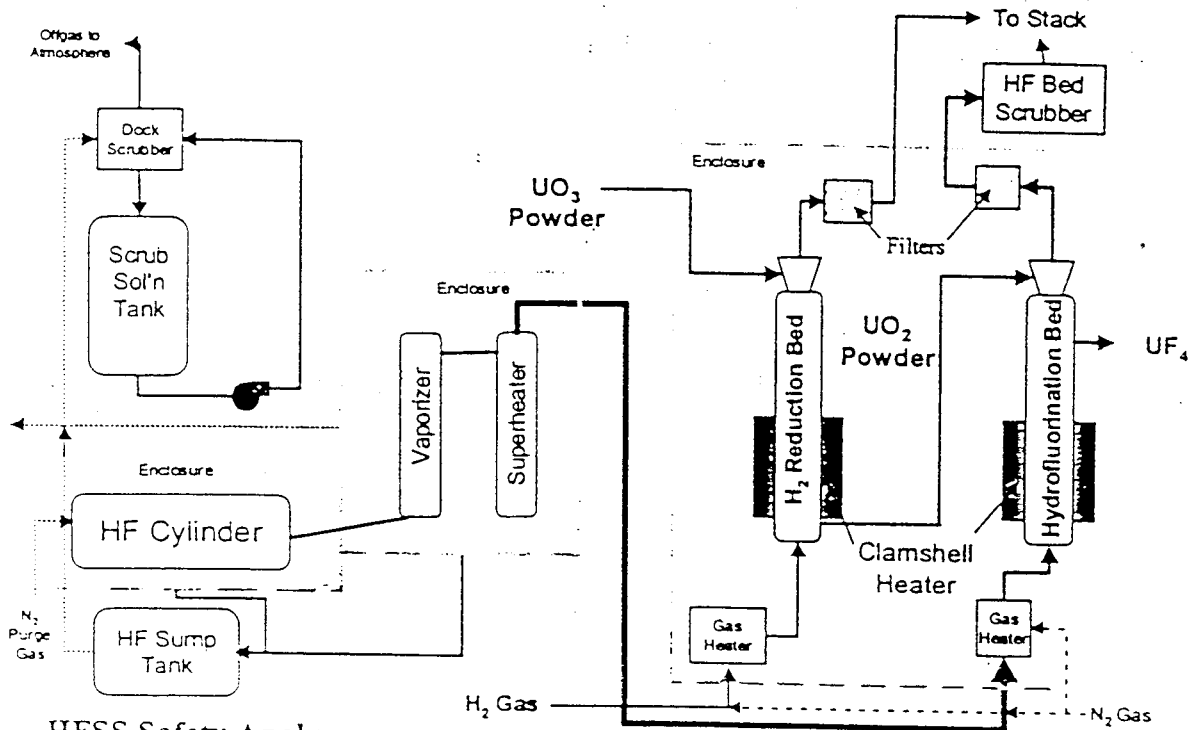 Offgas to
Atmosphere
Dock
Scrubber
Scrub
Sol'n
Tank
Enclosure
HF Cylinder
N2
Purge
Gas
HF Sump
Tank
Enclosure
Vaporizer
Superheater
To Stack
HF Bed
Scrubber
Enclosure
UO3
Powder
Filters
H2 Reduction Bed
UO2
Powder
Hydrofluorination Bed
UF4
Clamshell
Heater
Gas
Heater
Gas
Heater
H2 Gas
N2 Gas